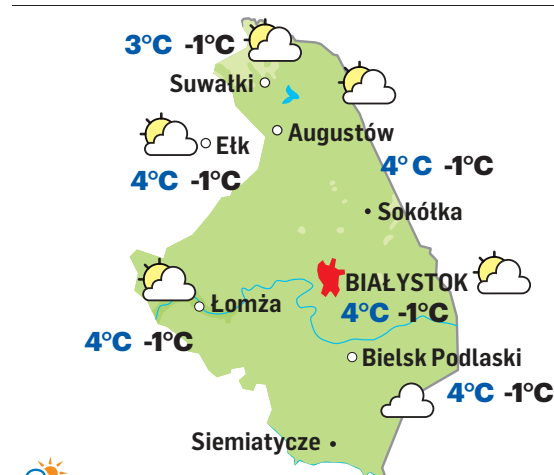 3°C -1°C
Suwałki
Augustów
Ełk
4°C -1°C
4°C -1°C
Sokółka
BIAŁYSTOK
Łomża
4°C -1°C
4°C -1°C
Bielsk Podlaski
4°C -1°C
Siemiatycze